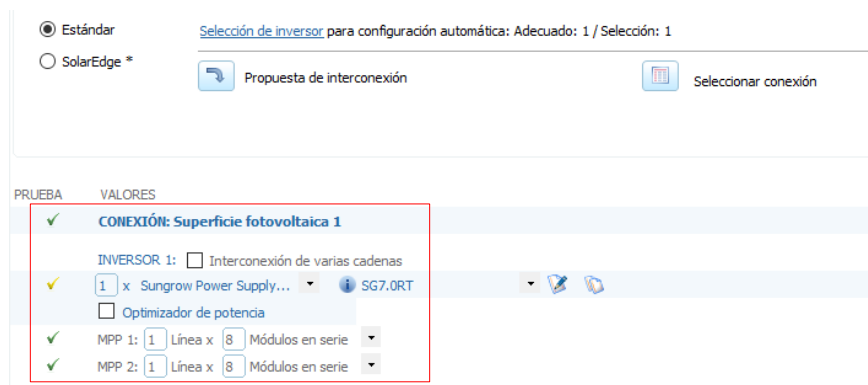 Estándar
Selección de inversor para configuración automática: Adecuado: 1 / Selección: 1
SolarEdge *
Propuesta de interconexión
Seleccionar conexión
PRUEBA VALORES
CONEXIÓN: Superficie fotovoltaica 1
INVERSOR 1: Interconexión de varias cadenas
1 x Sungrow Power Supply... SG7.0RT
Optimizador de potencia
MPP 1: 1 Línea x 8 Módulos en serie
MPP 2: 1 Línea x 8 Módulos en serie